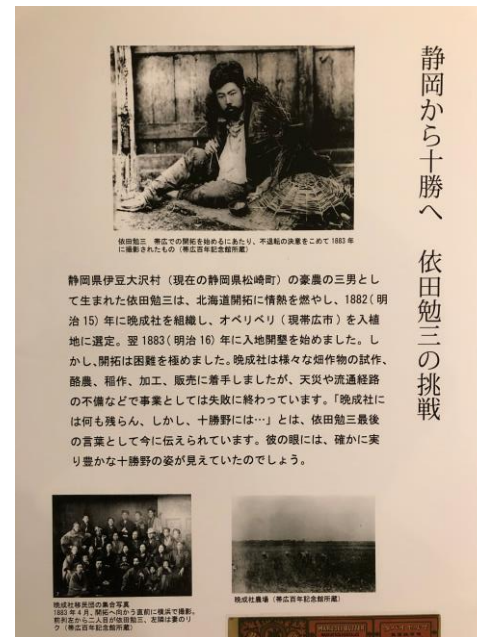 静岡から十勝へ 依田勉三の挑戦
依田勉三 帯広での開拓を始めるにあたり、不退転の決意をこめて1883年
に撮影されたもの(帯広百年記念館所蔵)
静岡県伊豆大沢村(現在の静岡県松崎町)の豪農の三男とし
て生まれた依田勉三は、北海道開拓に情熱を燃やし、1882(明
治15)年に晩成社を組織し、オベリベリ(現帯広市)を入植
地に選定。翌1883(明治16)年に入地開墾を始めました。し
かし、開拓は困難を極めました。晩成社は様々な畑作物の試作、
酪農、稲作、加工、販売に着手しましたが、天災や流通経路
の不備などで事業としては失敗に終わっています。「晩成社に
は何も残らん、しかし、十勝野には…」とは、依田勉三最後
の言葉として今に伝えられています。彼の眼には、確かに実
り豊かな十勝野の姿が見えていたのでしょう。
晩成社移民団の集合写真
1883年4月、開拓へ向かう直前に横浜で撮影。
前列左から二人目が依田勉三、左隣は妻のリ
ク(帯広百年記念館所蔵)
晩成社農場(帯広百年記念館所蔵)